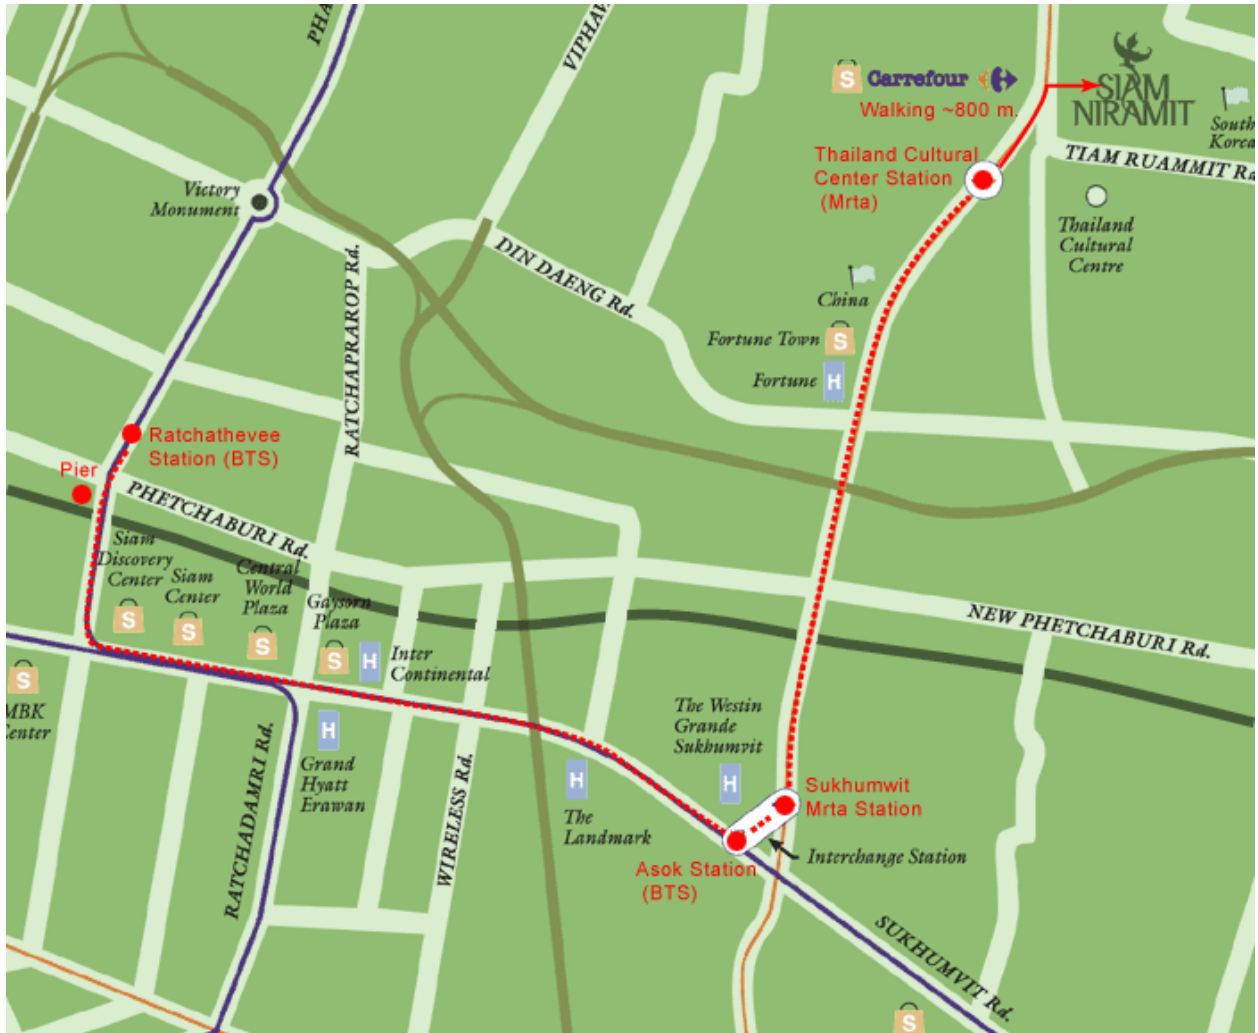 PHA
VIPHAW
S Carrefour
Walking ~800 m.
SIAM
NIRAMIT
South
Korea
TIAM RUAMMIT Rd.
Thailand Cultural
Center Station
(Mrta)
Thailand
Cultural
Centre
Victory
Monument
RATCHAPRAROP Rd.
DIN DAENG Rd.
China
Fortune Town S
Fortune H
Ratchathevee
Station (BTS)
Pier
PHETCHABURI Rd.
Siam
Discovery
Center
S
Siam
Center
S
Central
World
Plaza
S
Gaysorn
Plaza
S
H Inter
Continental
NEW PHETCHABURI Rd.
S
MBK
Center
RATCHADAMRI Rd.
H
Grand
Hyatt
Erawan
WIRELESS Rd.
H
The
Landmark
The Westin
Grande
Sukhumvit
H
Sukhumwit
Mrta Station
Asok Station
(BTS)
Interchange Station
SUKHUMVIT Rd.
S